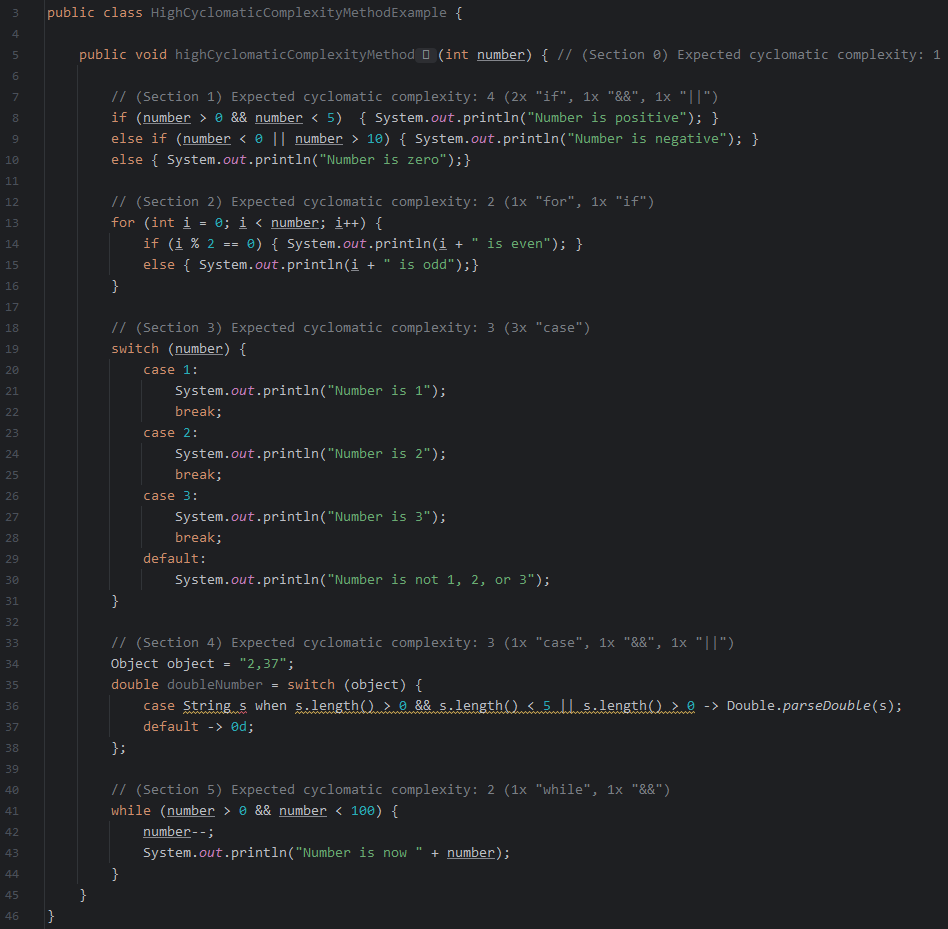 3 public class HighCyclomaticComplexityMethodExample {
4
5 public void highCyclomaticComplexityMethod (int number) { // (Section 0) Expected cyclomatic complexity: 1
6
7 // (Section 1) Expected cyclomatic complexity: 4 (2x "if", 1x "&&", 1x "||")
8 if (number > 0 && number < 5)  { System.out.println("Number is positive"); }
9 else if (number < 0 || number > 10) { System.out.println("Number is negative"); }
10 else { System.out.println("Number is zero");}
11
12 // (Section 2) Expected cyclomatic complexity: 2 (1x "for", 1x "if")
13 for (int i = 0; i < number; i++) {
14 if (i % 2 == 0) { System.out.println(i + " is even"); }
15 else { System.out.println(i + " is odd");}
16 }
17
18 // (Section 3) Expected cyclomatic complexity: 3 (3x "case")
19 switch (number) {
20 case 1:
21 System.out.println("Number is 1");
22 break;
23 case 2:
24 System.out.println("Number is 2");
25 break;
26 case 3:
27 System.out.println("Number is 3");
28 break;
29 default:
30 System.out.println("Number is not 1, 2, or 3");
31 }
32
33 // (Section 4) Expected cyclomatic complexity: 3 (1x "case", 1x "&&", 1x "||")
34 Object object = "2,37";
35 double doubleNumber = switch (object) {
36 case String s when s.length() > 0 && s.length() < 5 || s.length() > 0 -> Double.parseDouble(s);
37 default -> 0d;
38 };
39
40 // (Section 5) Expected cyclomatic complexity: 2 (1x "while", 1x "&&")
41 while (number > 0 && number < 100) {
42 number--;
43 System.out.println("Number is now " + number);
44 }
45 }
46 }